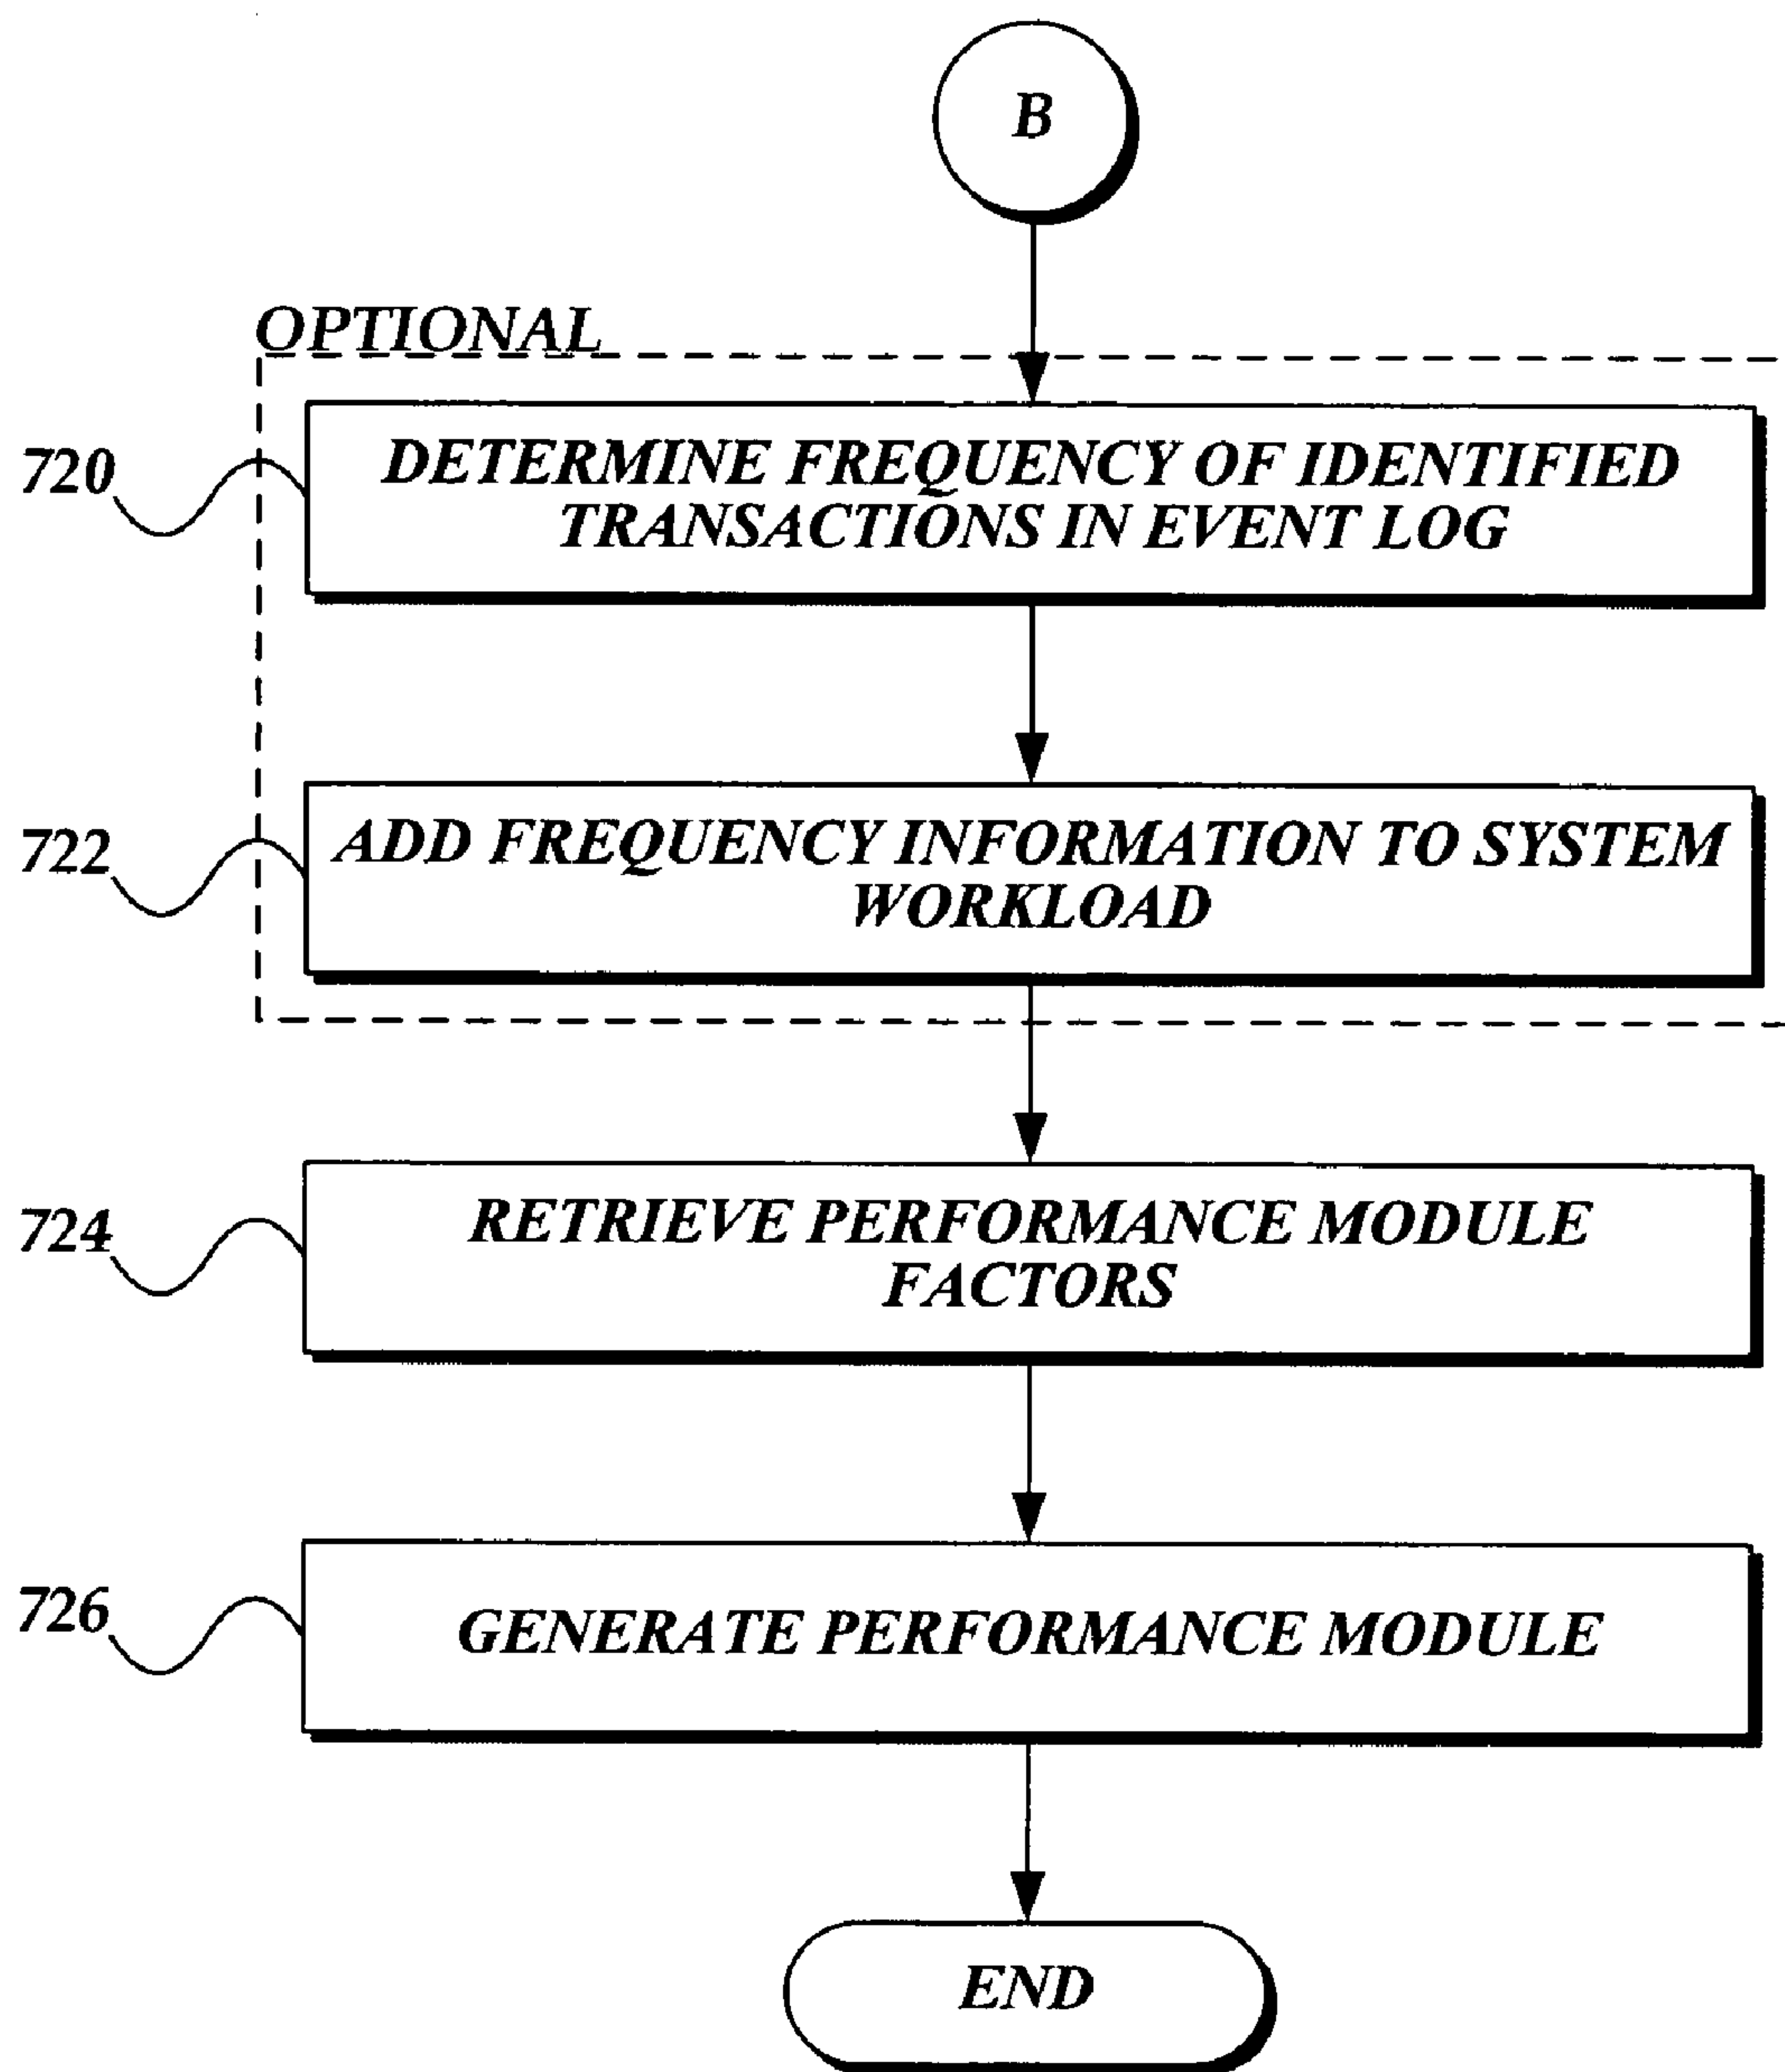 B
OPTIONAL
720
DETERMINE FREQUENCY OF IDENTIFIED
TRANSACTIONS IN EVENT LOG
722
ADD FREQUENCY INFORMATION TO SYSTEM
WORKLOAD
724
RETRIEVE PERFORMANCE MODULE
FACTORS
726
GENERATE PERFORMANCE MODULE
END